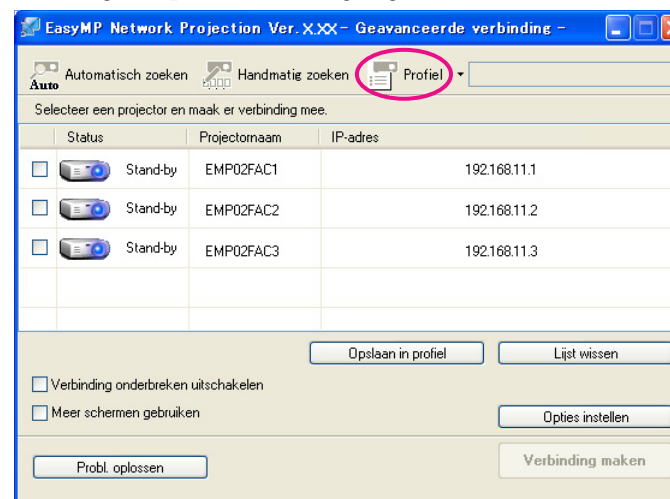 EasyMP Network Projection Ver. X.XX - Geavanceerde verbinding -
Auto Automatisch zoeken Handmatig zoeken Profiel
Selecteer een projector en maak er verbinding mee.
Status Projectornaam IP-adres
Stand-by EMP02FAC1 192.168.11.1
Stand-by EMP02FAC2 192.168.11.2
Stand-by EMP02FAC3 192.168.11.3
Opslaan in profiel Lijst wissen
Verbinding onderbreken uitschakelen
Meer schermen gebruiken
Opties instellen
Probl. oplossen Verbinding maken